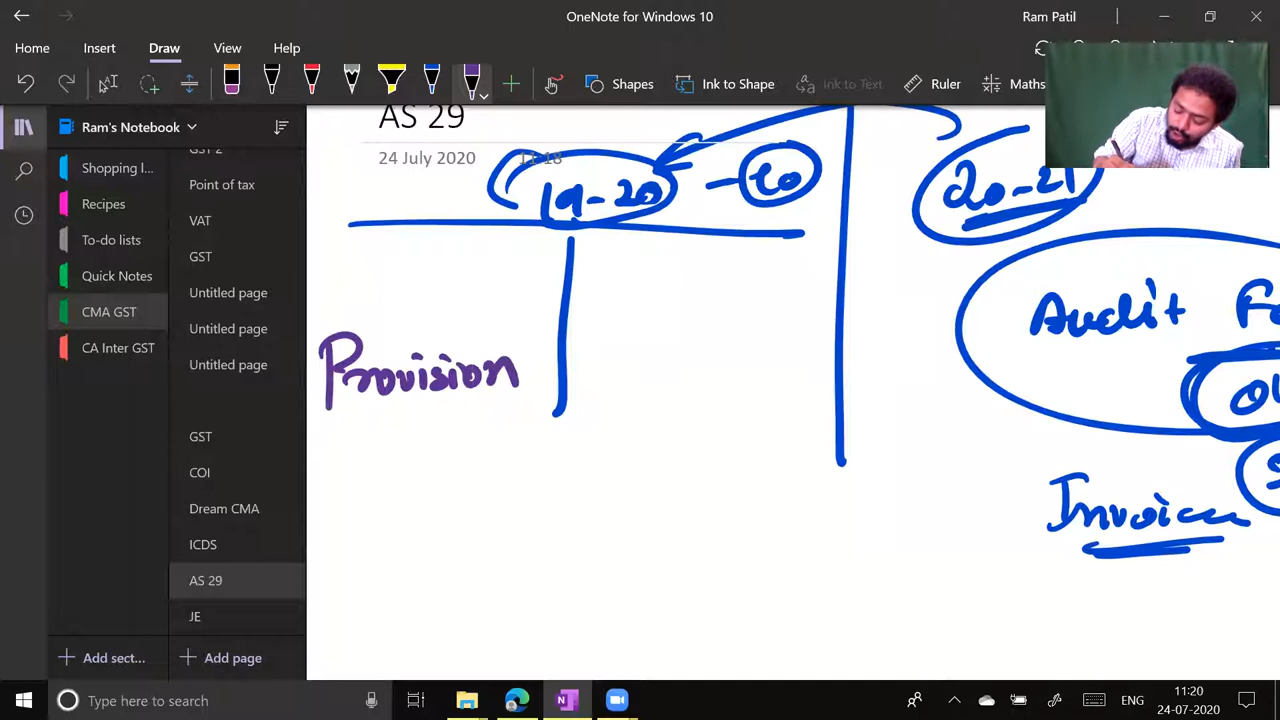 OneNote for Windows 10
Ram Patil
Home
Insert
Draw
View
Help
Shapes
Ink to Shape
Ink to Text
Ruler
Maths
Ram's Notebook
Shopping l...
Recipes
To-do lists
Quick Notes
CMA GST
CA Inter GST
Add sect...
GST 2
Point of tax
VAT
GST
Untitled page
Untitled page
Untitled page
GST
COI
Dream CMA
ICDS
AS 29
JE
Add page
AS 29
24 July 2020
11:18
19-20
20-21
Audit
Provision
Invoice
Type here to search
ENG
11:20
24-07-2020